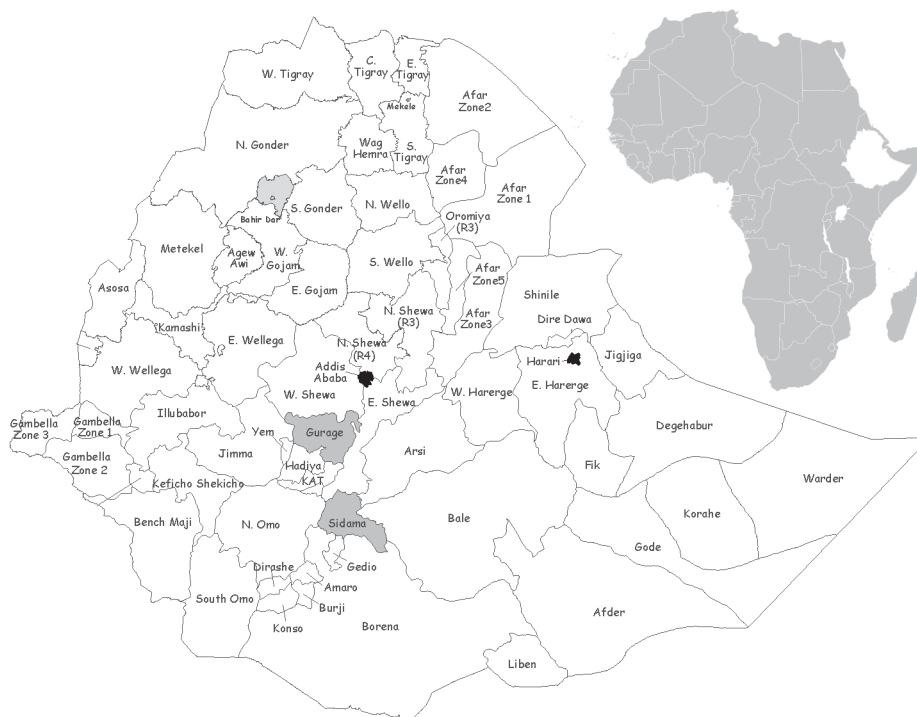 W. Tigray
C.
Tigray
E.
Tigray
Afar
Zone2
Mekele
N. Gonder
Wag
Hemra
S.
Tigray
Afar
Zone4
Afar
Zone 1
S. Gonder
N. Wello
Bahir Dar
Oromiya
(R3)
Metekel
Agew
Awi
W.
Gojam
S. Wello
Afar
Zone5
Asosa
E. Gojam
Shinile
N. Shewa
(R3)
Afar
Zone3
Dire Dawa
Kamashi
E. Wellega
N. Shewa
(R4)
Addis
Ababa
Harari
Jigjiga
W. Wellega
W. Shewa
E. Shewa
W. Harerge
E. Harerge
Illubabor
Gambella
Zone 3
Gambella
Zone 1
Yem
Gurage
Degehabur
Gambella
Zone 2
Jimma
Arsi
Hadiya
Fik
Warder
KAT
Keficho Shekicho
Bench Maji
N. Omo
Sidama
Bale
Korahe
Gode
Dirashe
Gedio
Amaro
South Omo
Burji
Afder
Konso
Borena
Liben